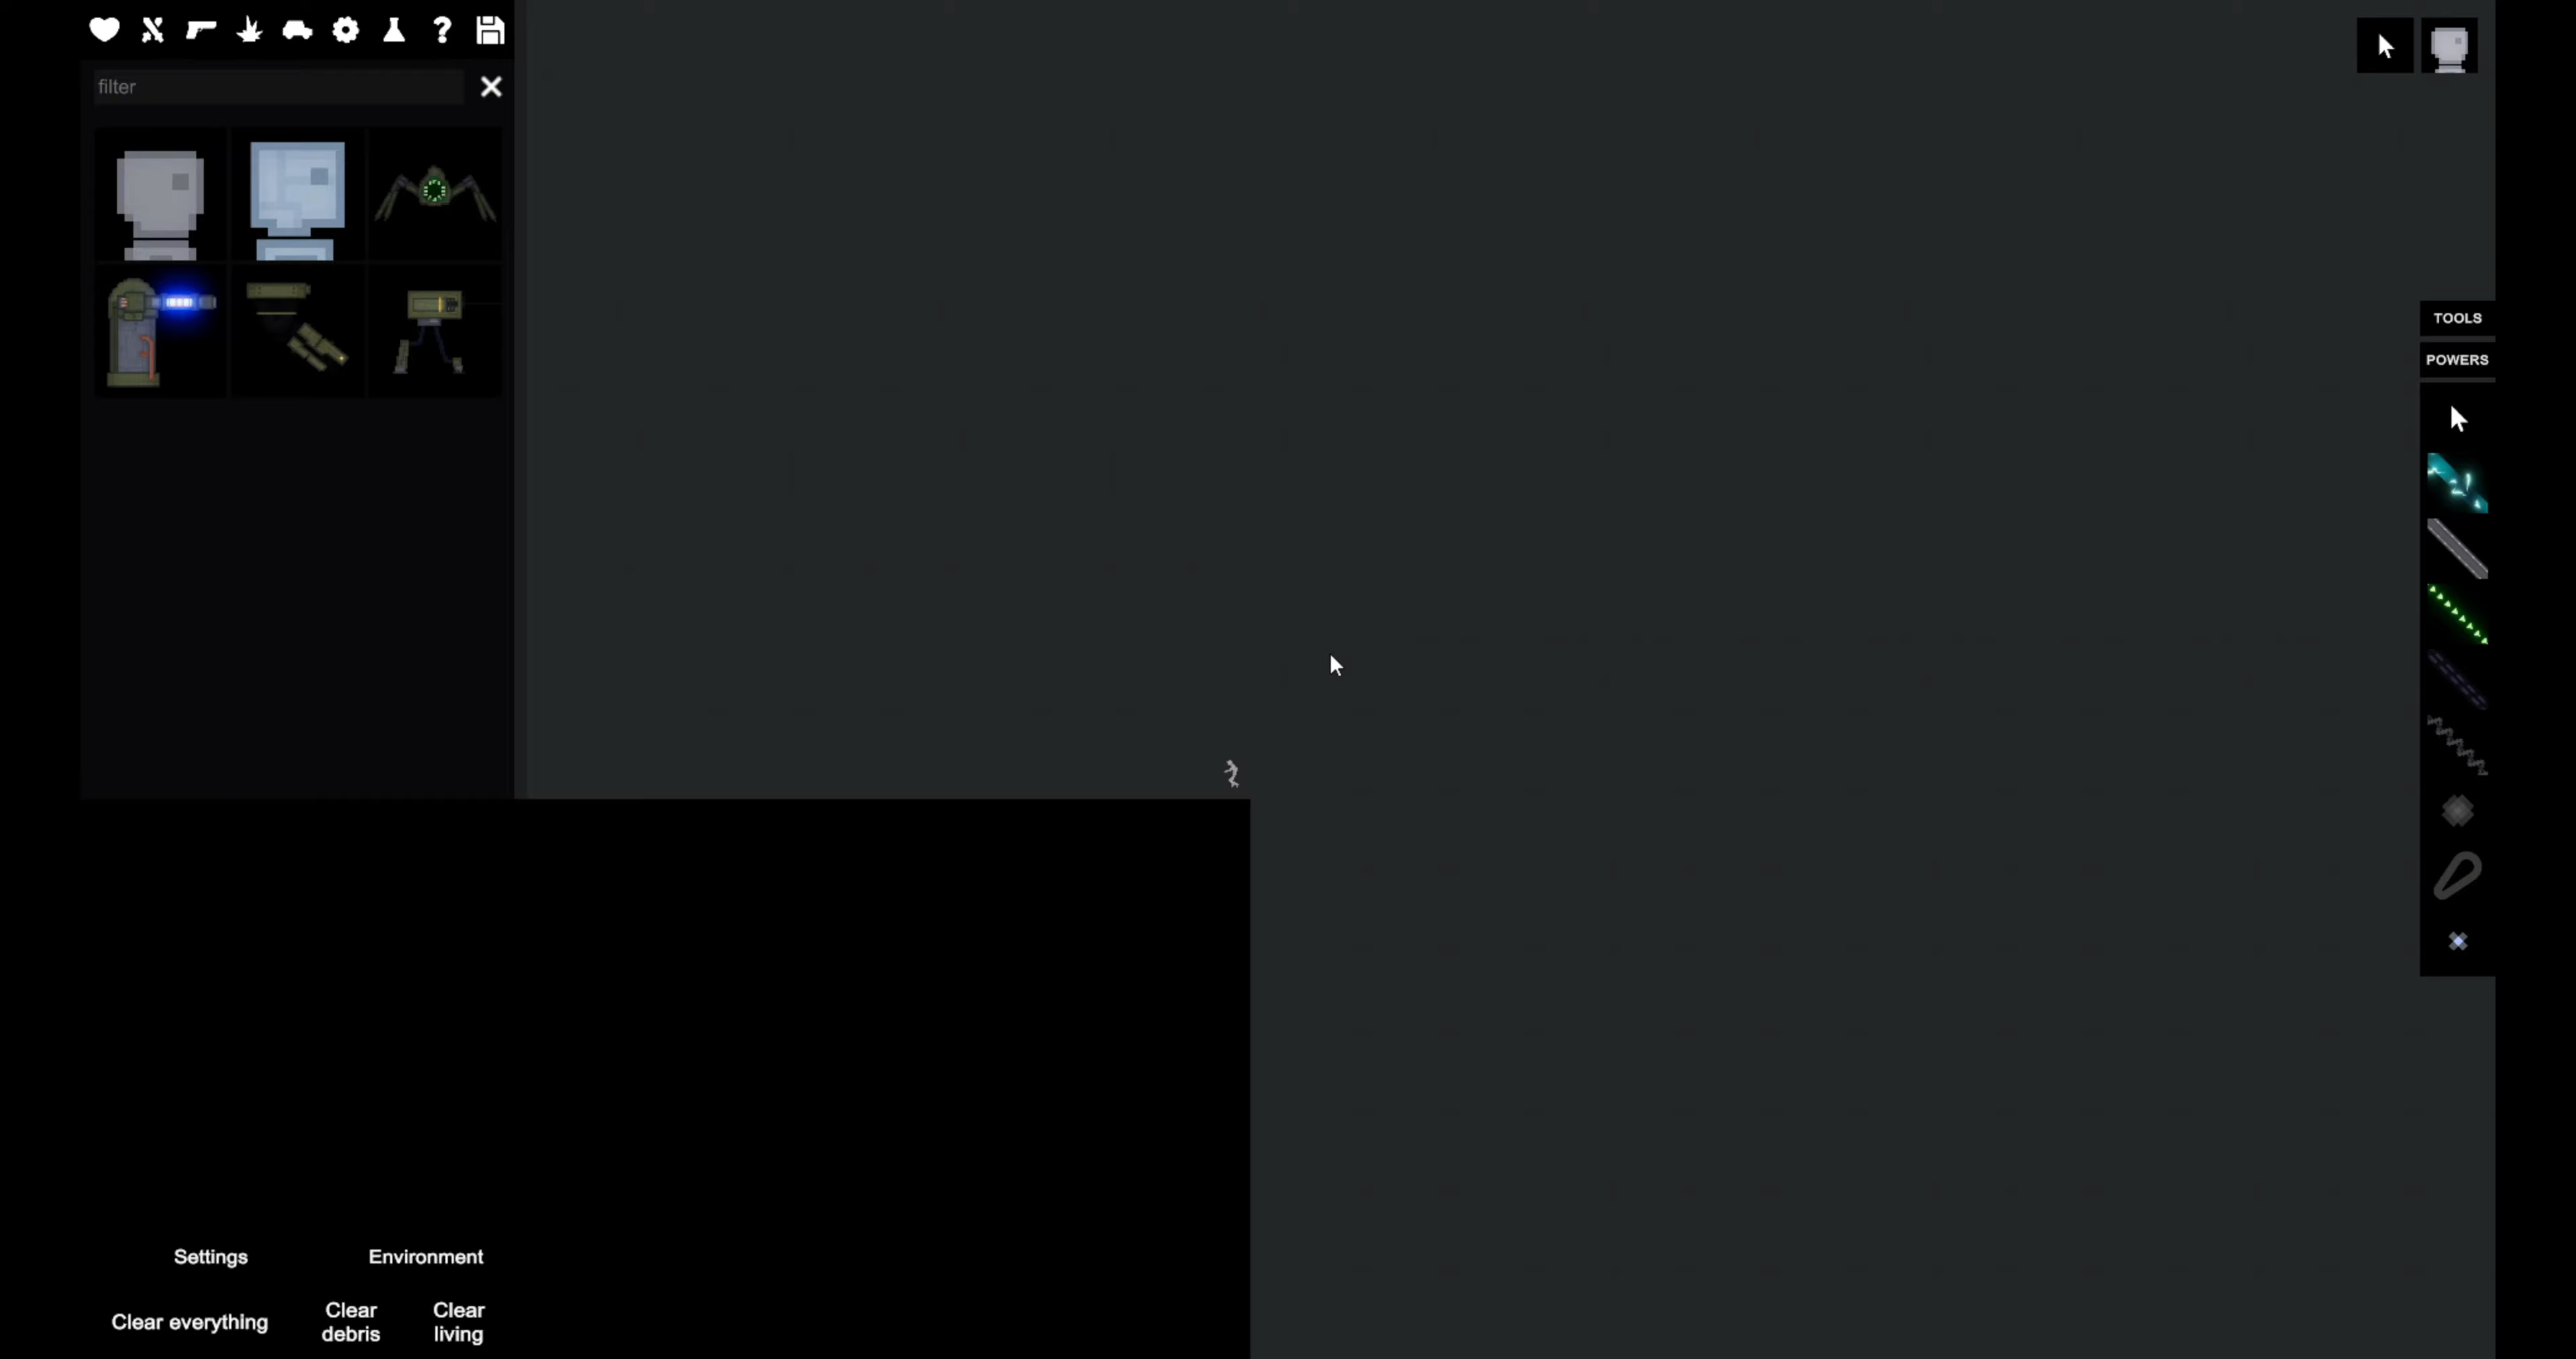 filter
TOOLS
POWERS
Settings
Environment
Clear everything
Clear
debris
Clear
living